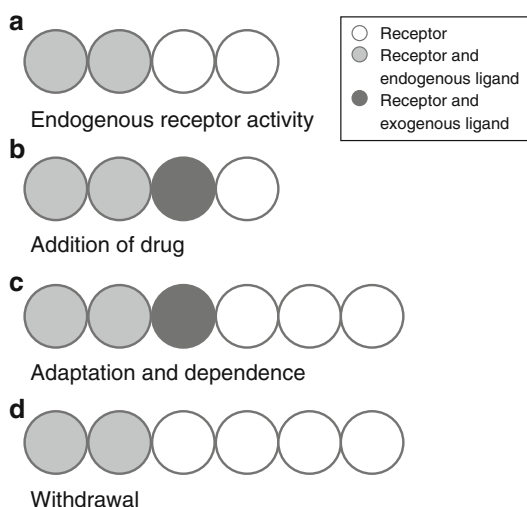 a
Endogenous receptor activity
Receptor
Receptor and
endogenous ligand
Receptor and
exogenous ligand
b
Addition of drug
c
Adaptation and dependence
d
Withdrawal